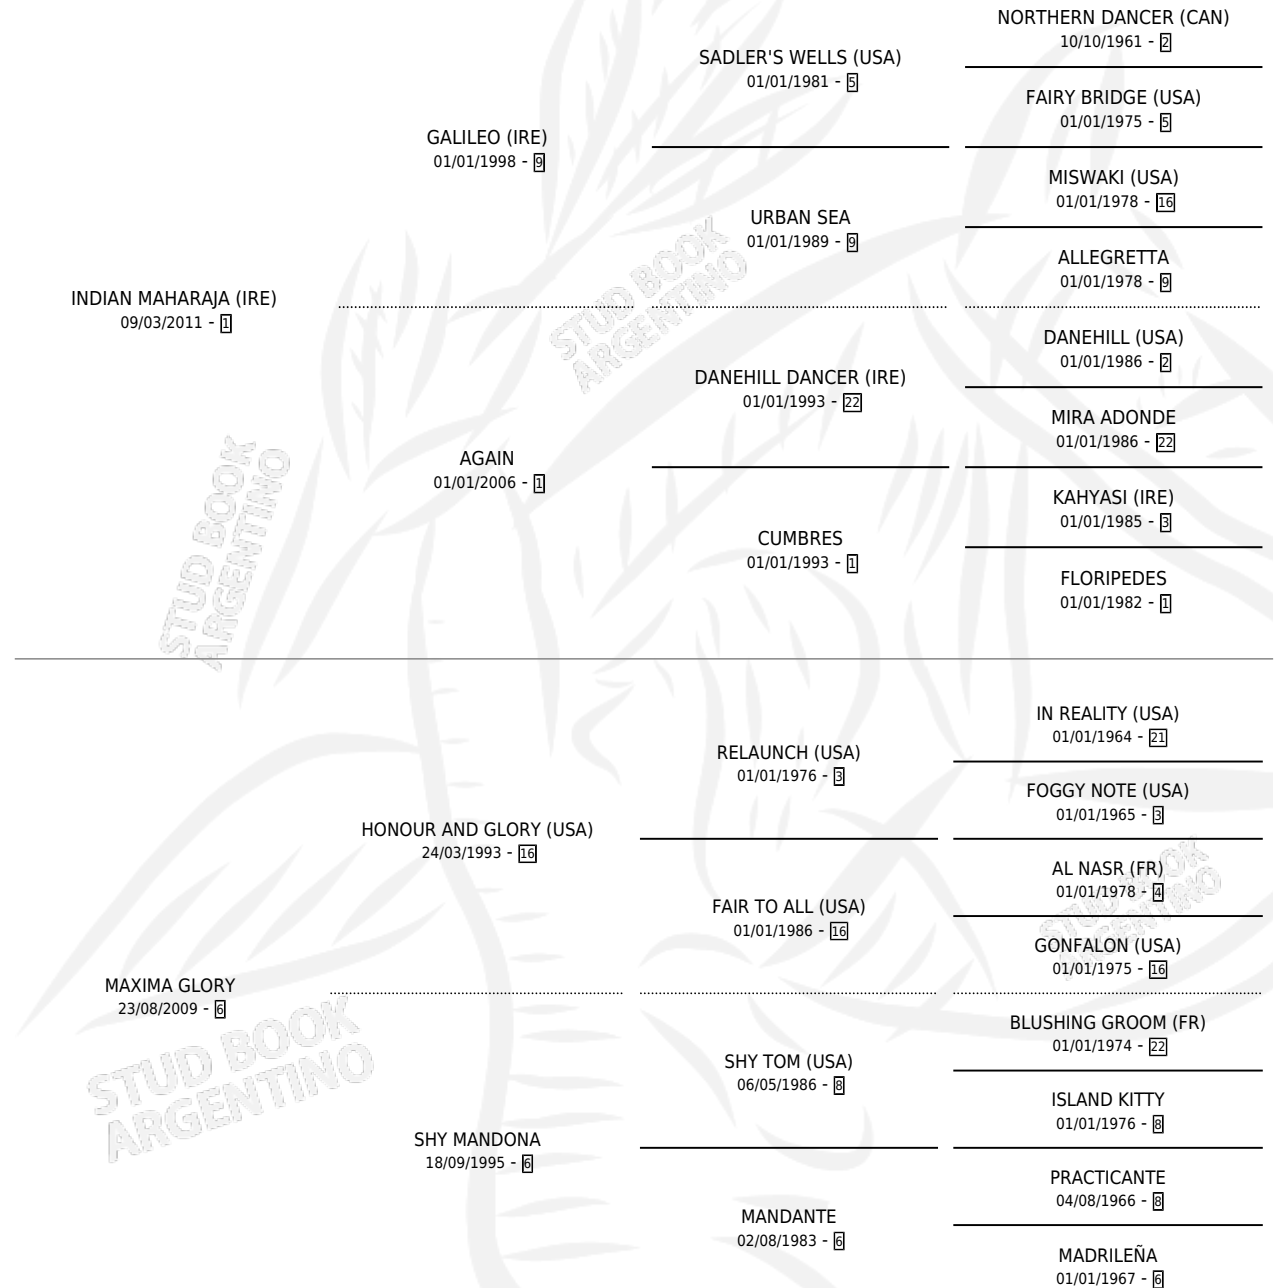 NORTHERN DANCER (CAN)
10/10/1961 - 2
SADLER'S WELLS (USA)
01/01/1981 - 5
FAIRY BRIDGE (USA)
01/01/1975 - 5
GALILEO (IRE)
01/01/1998 - 9
MISWAKI (USA)
01/01/1978 - 16
URBAN SEA
01/01/1989 - 9
ALLEGRETTA
01/01/1978 - 9
INDIAN MAHARAJA (IRE)
09/03/2011 - 1
DANEHILL (USA)
01/01/1986 - 2
DANEHILL DANCER (IRE)
01/01/1993 - 22
MIRA ADONDE
01/01/1986 - 22
AGAIN
01/01/2006 - 1
KAHYASI (IRE)
01/01/1985 - 3
CUMBRES
01/01/1993 - 1
FLORIPEDES
01/01/1982 - 1
STUD BOOK
ARGENTINO
STUD BOOK
ARGENTINO
IN REALITY (USA)
01/01/1964 - 21
RELAUNCH (USA)
01/01/1976 - 3
FOGGY NOTE (USA)
01/01/1965 - 3
HONOUR AND GLORY (USA)
24/03/1993 - 16
AL NASR (FR)
01/01/1978 - 4
FAIR TO ALL (USA)
01/01/1986 - 16
GONFALON (USA)
01/01/1975 - 16
STUD BOOK
ARGENTINO
MAXIMA GLORY
23/08/2009 - 6
BLUSHING GROOM (FR)
01/01/1974 - 22
SHY TOM (USA)
06/05/1986 - 8
ISLAND KITTY
01/01/1976 - 8
STUD BOOK
ARGENTINO
SHY MANDONA
18/09/1995 - 6
PRACTICANTE
04/08/1966 - 8
MANDANTE
02/08/1983 - 6
MADRILEÑA
01/01/1967 - 6